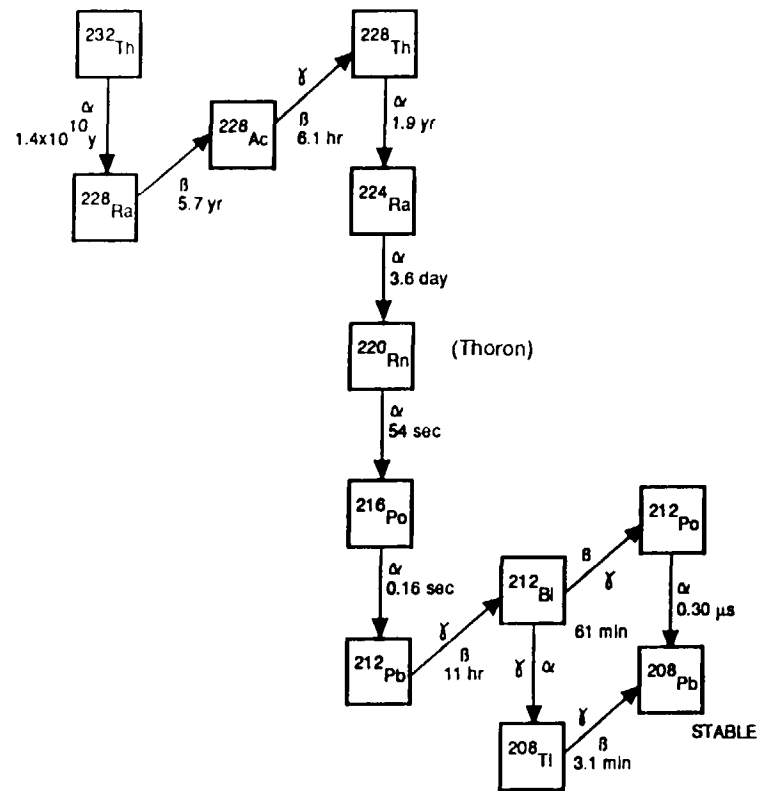 232Th
α
1.4x10^10 y
228Ra
β
5.7 yr
228Ac
γ
β
6.1 hr
228Th
α
1.9 yr
224Ra
α
3.6 day
220Rn
(Thoron)
α
54 sec
216Po
α
0.16 sec
212Pb
γ
β
11 hr
212Bi
β
γ
61 min
212Po
α
0.30 µs
γ α
208Tl
γ
β
3.1 min
208Pb
STABLE